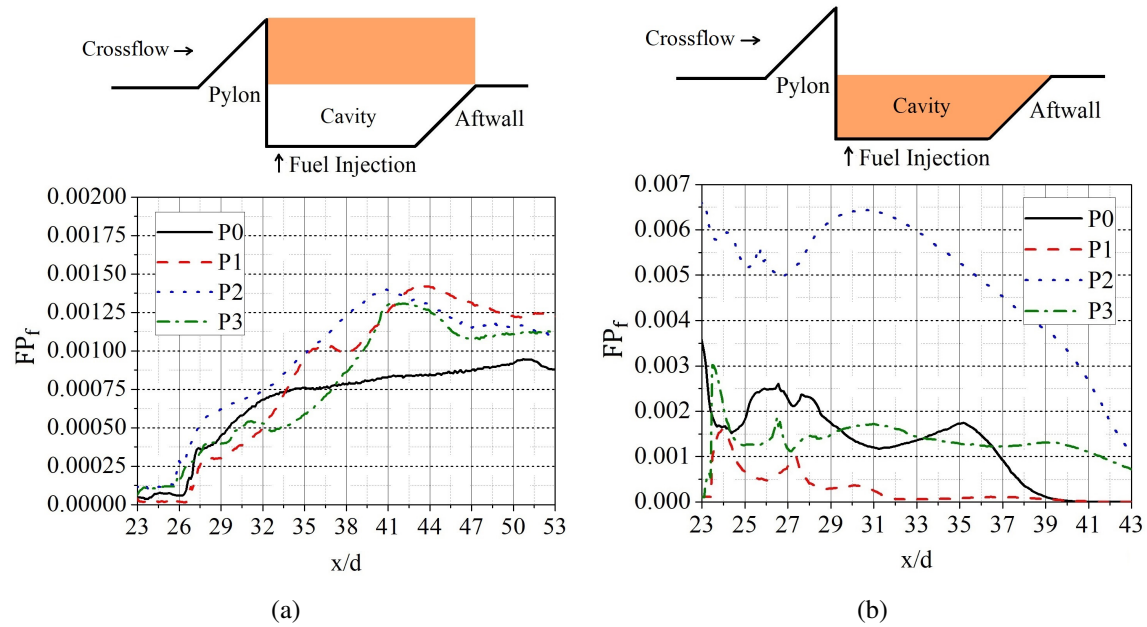 Crossflow →
Pylon
Cavity
Aftwall
↑ Fuel Injection
0.00200
0.00175
0.00150
0.00125
0.00100
0.00075
0.00050
0.00025
0.00000
FPf
P0
P1
P2
P3
23 26 29 32 35 38 41 44 47 50 53
x/d
(a)
Crossflow →
Pylon
Cavity
Aftwall
↑ Fuel Injection
0.007
0.006
0.005
0.004
0.003
0.002
0.001
0.000
FPf
P0
P1
P2
P3
23 25 27 29 31 33 35 37 39 41 43
x/d
(b)